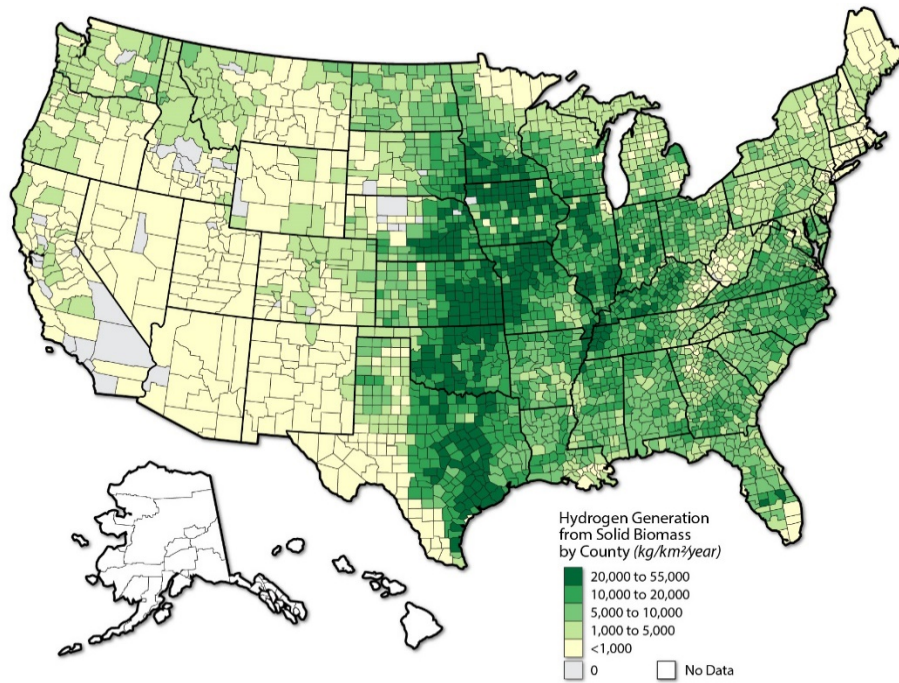 Hydrogen Generation
from Solid Biomass
by County (kg/km²/year)
20,000 to 55,000
10,000 to 20,000
5,000 to 10,000
1,000 to 5,000
<1,000
0 No Data